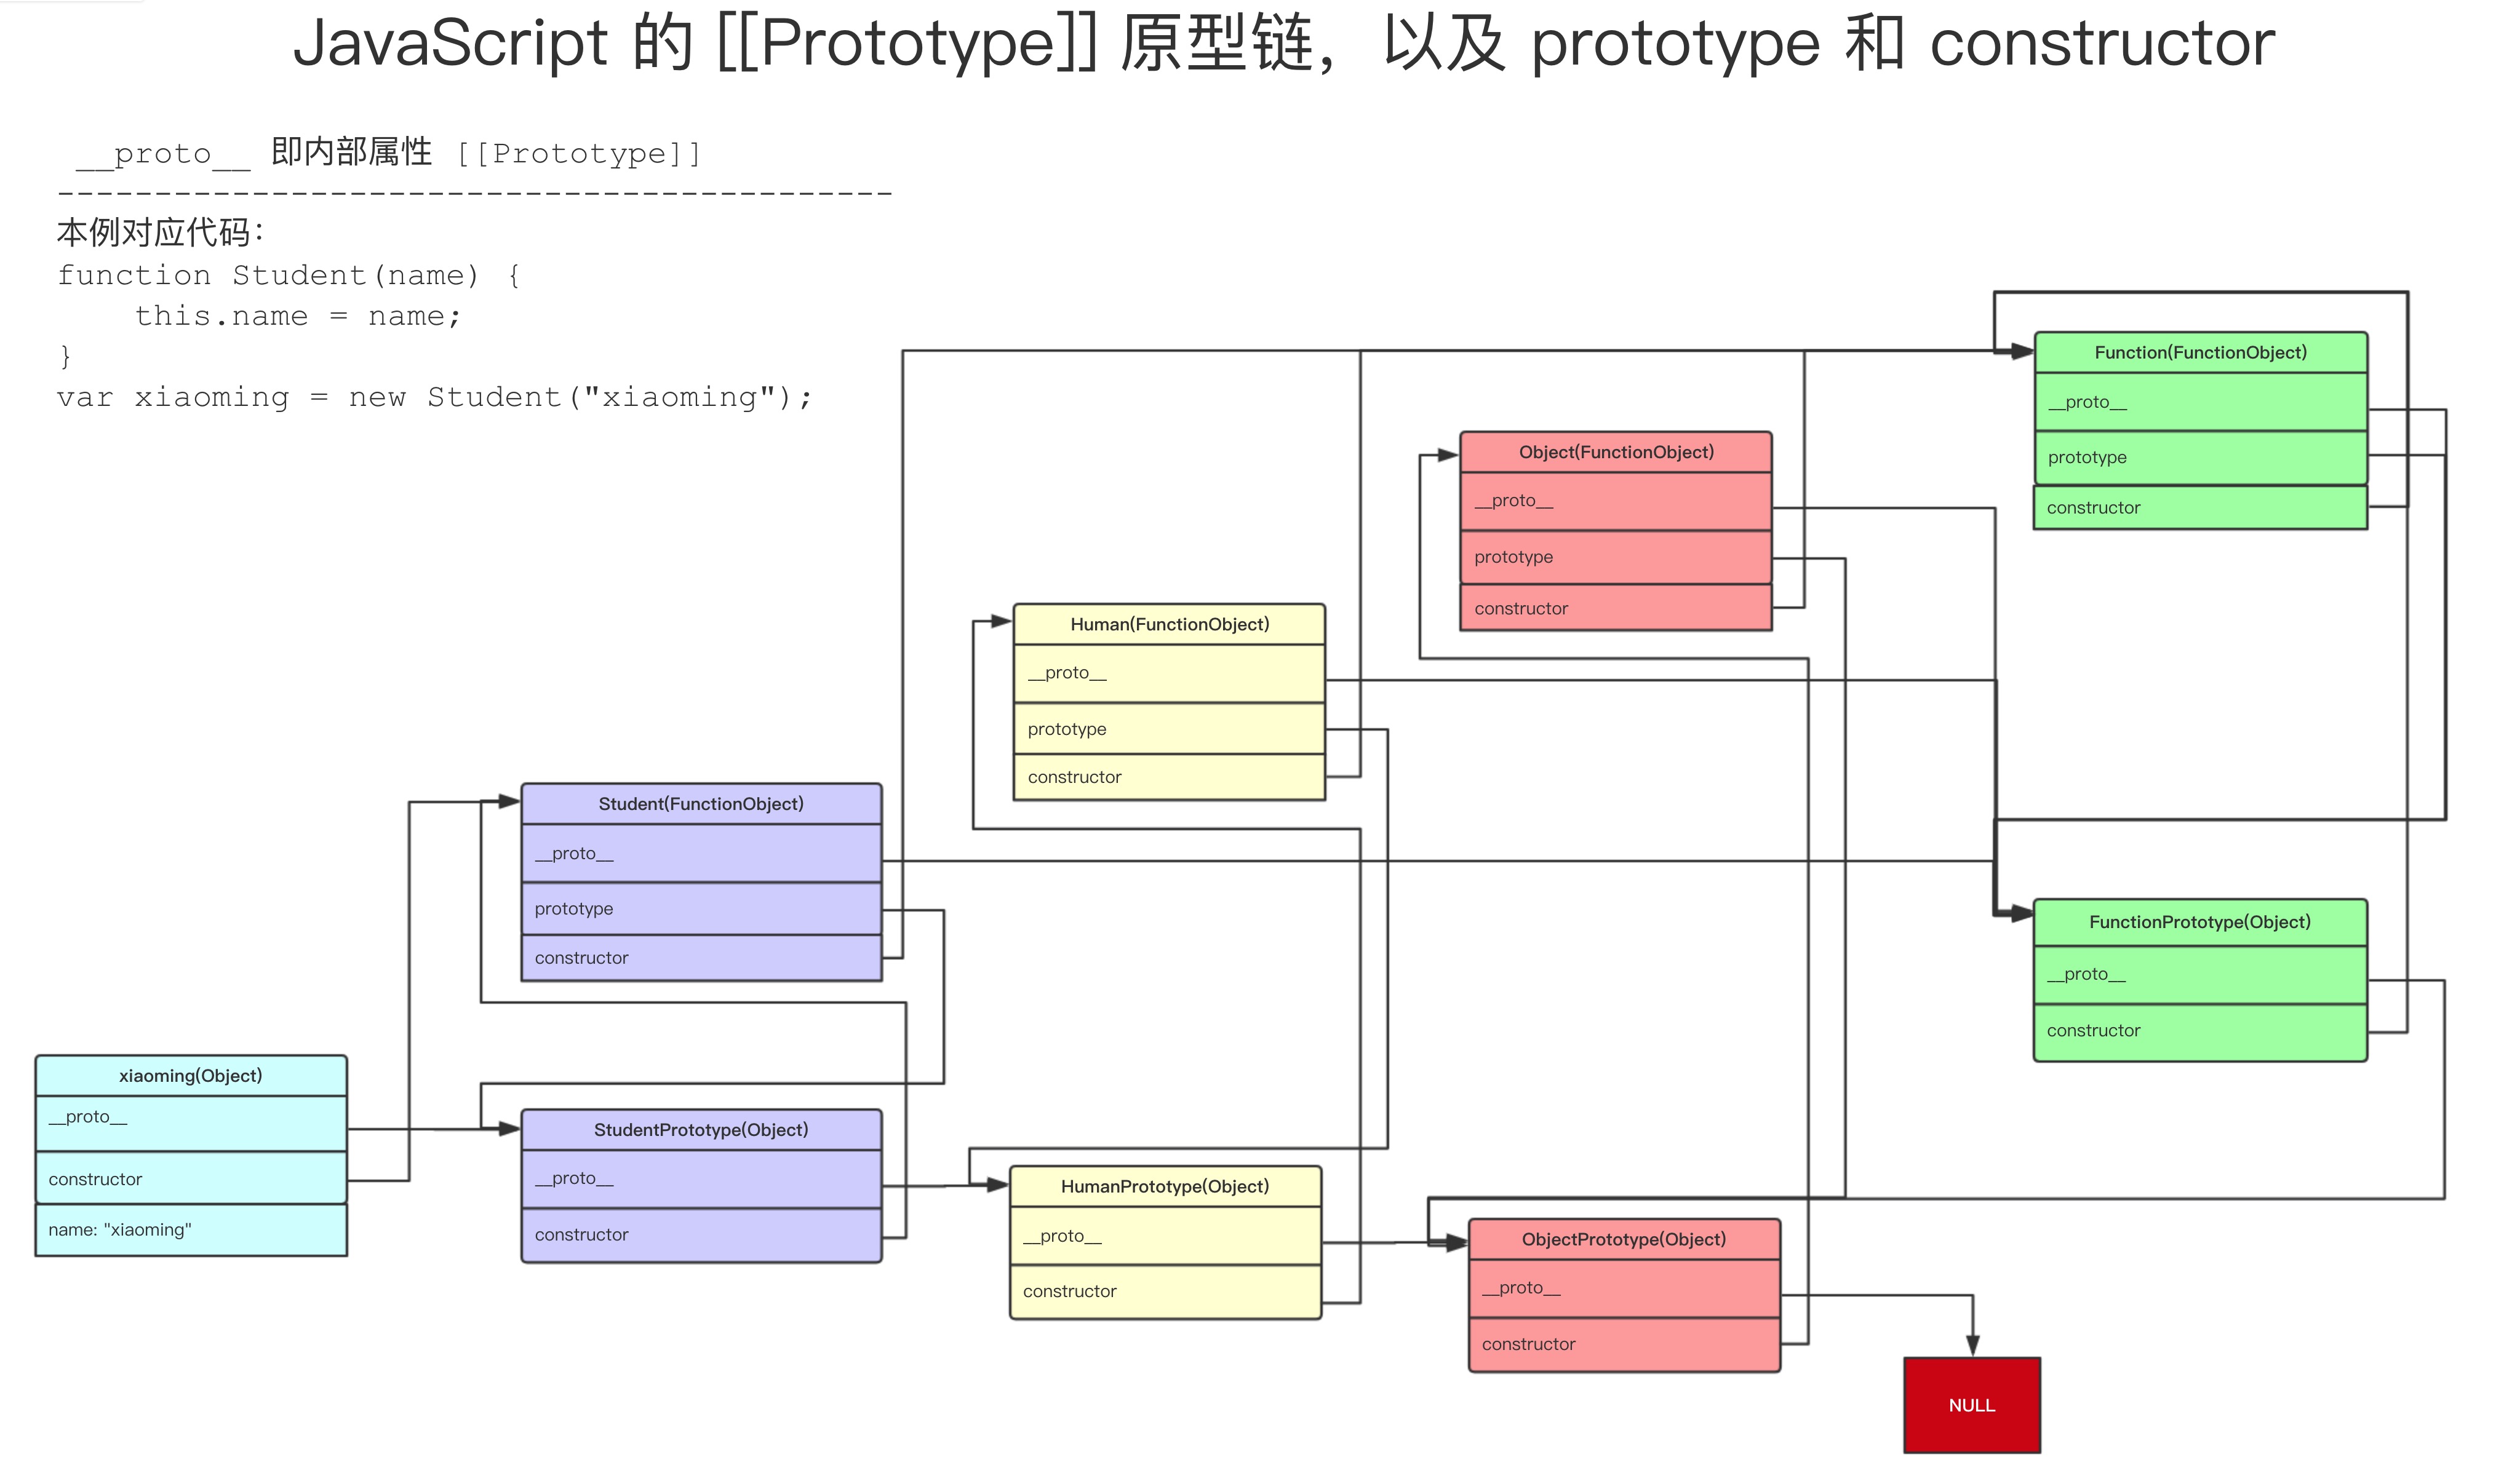 JavaScript 的 [[Prototype]] 原型链， 以及 prototype 和 constructor
__proto__ 即内部属性 [[Prototype]]
-------------------------------------------
本例对应代码：
function Student(name) {
    this.name = name;
}
var xiaoming = new Student("xiaoming");
Function(FunctionObject)
__proto__
prototype
constructor
Object(FunctionObject)
__proto__
prototype
constructor
Human(FunctionObject)
__proto__
prototype
constructor
Student(FunctionObject)
__proto__
prototype
constructor
FunctionPrototype(Object)
__proto__
constructor
xiaoming(Object)
__proto__
constructor
name: "xiaoming"
StudentPrototype(Object)
__proto__
constructor
HumanPrototype(Object)
__proto__
constructor
ObjectPrototype(Object)
__proto__
constructor
NULL